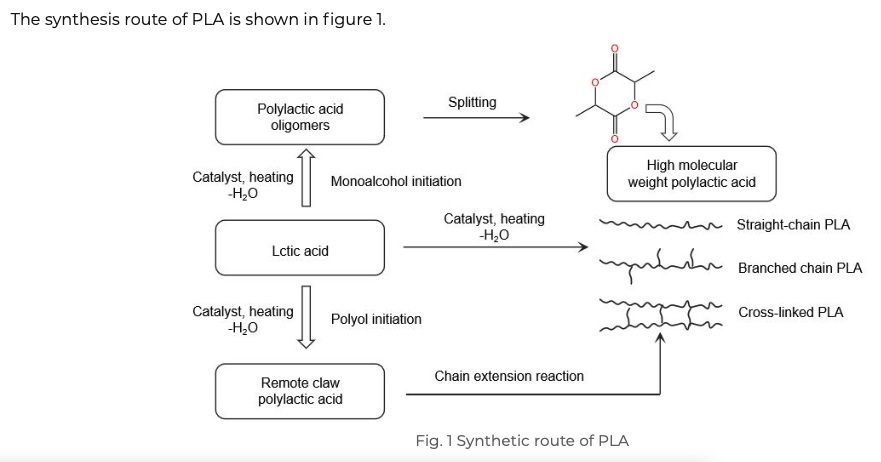 The synthesis route of PLA is shown in figure 1.
O
O
O
O
Polylactic acid
oligomers
Splitting
High molecular
weight polylactic acid
Catalyst, heating
-H₂O
Monoalcohol initiation
Lctic acid
Catalyst, heating
-H₂O
Straight-chain PLA
Branched chain PLA
Cross-linked PLA
Catalyst, heating
-H₂O
Polyol initiation
Remote claw
polylactic acid
Chain extension reaction
Fig. 1 Synthetic route of PLA